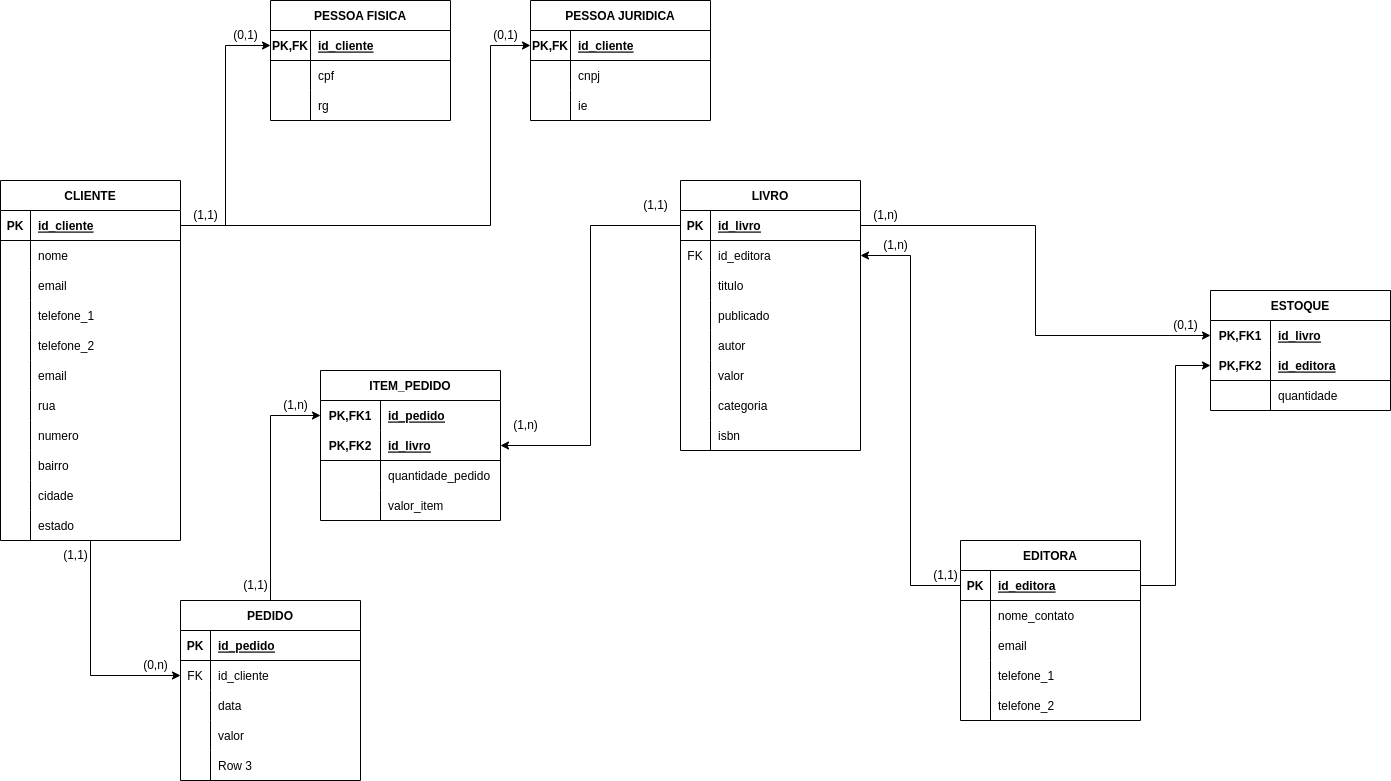 PESSOA FISICA
PK,FK id_cliente
cpf
rg
(0,1)
PESSOA JURIDICA
PK,FK id_cliente
cnpj
ie
(0,1)
CLIENTE
PK id_cliente
nome
email
telefone_1
telefone_2
email
rua
numero
bairro
cidade
estado
(1,1)
(1,1)
LIVRO
PK id_livro
FK id_editora
titulo
publicado
autor
valor
categoria
isbn
(1,1)
(1,n)
(1,n)
ESTOQUE
PK,FK1 id_livro
PK,FK2 id_editora
quantidade
(0,1)
ITEM_PEDIDO
PK,FK1 id_pedido
PK,FK2 id_livro
quantidade_pedido
valor_item
(1,n)
(1,n)
EDITORA
PK id_editora
nome_contato
email
telefone_1
telefone_2
(1,1)
PEDIDO
PK id_pedido
FK id_cliente
data
valor
Row 3
(1,1)
(0,n)